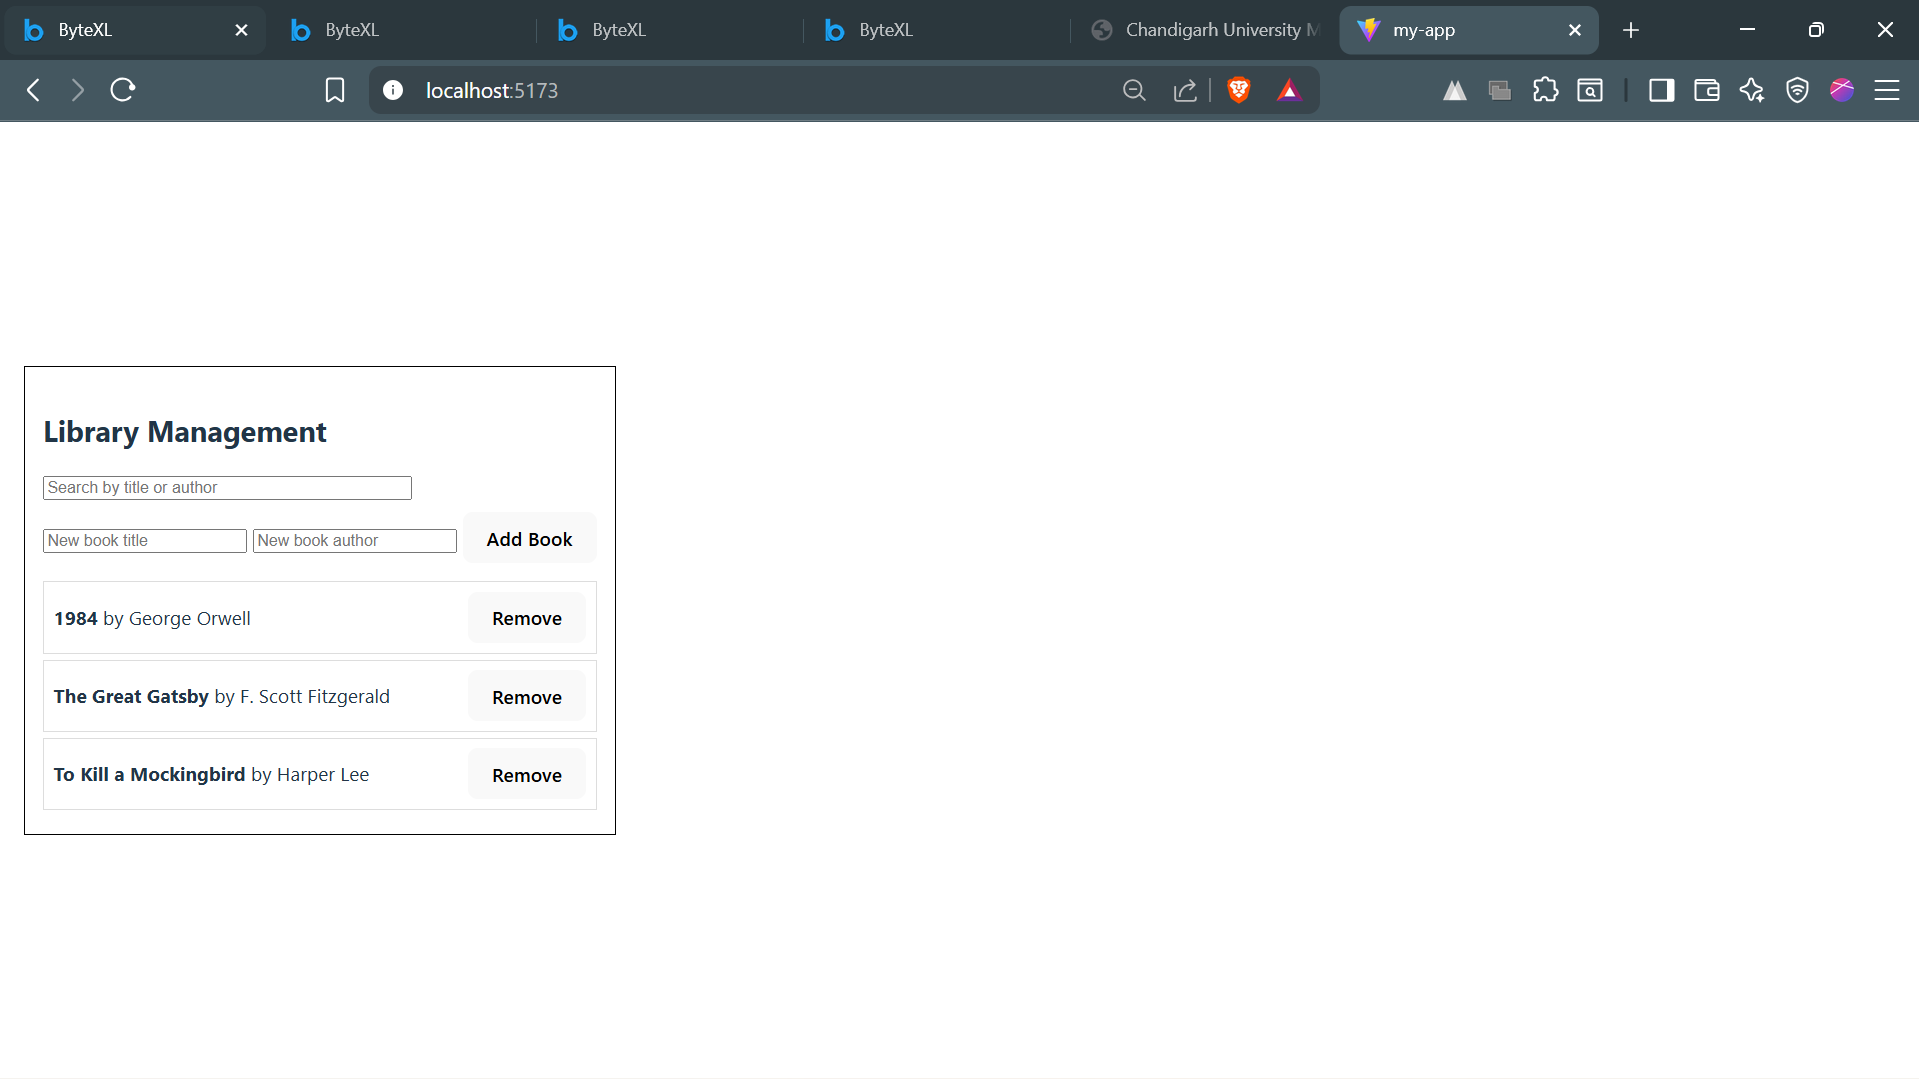 ByteXL
ByteXL
ByteXL
ByteXL
Chandigarh University
my-app
localhost:5173
Library Management
Search by title or author
New book title
New book author
Add Book
1984 by George Orwell
Remove
The Great Gatsby by F. Scott Fitzgerald
Remove
To Kill a Mockingbird by Harper Lee
Remove